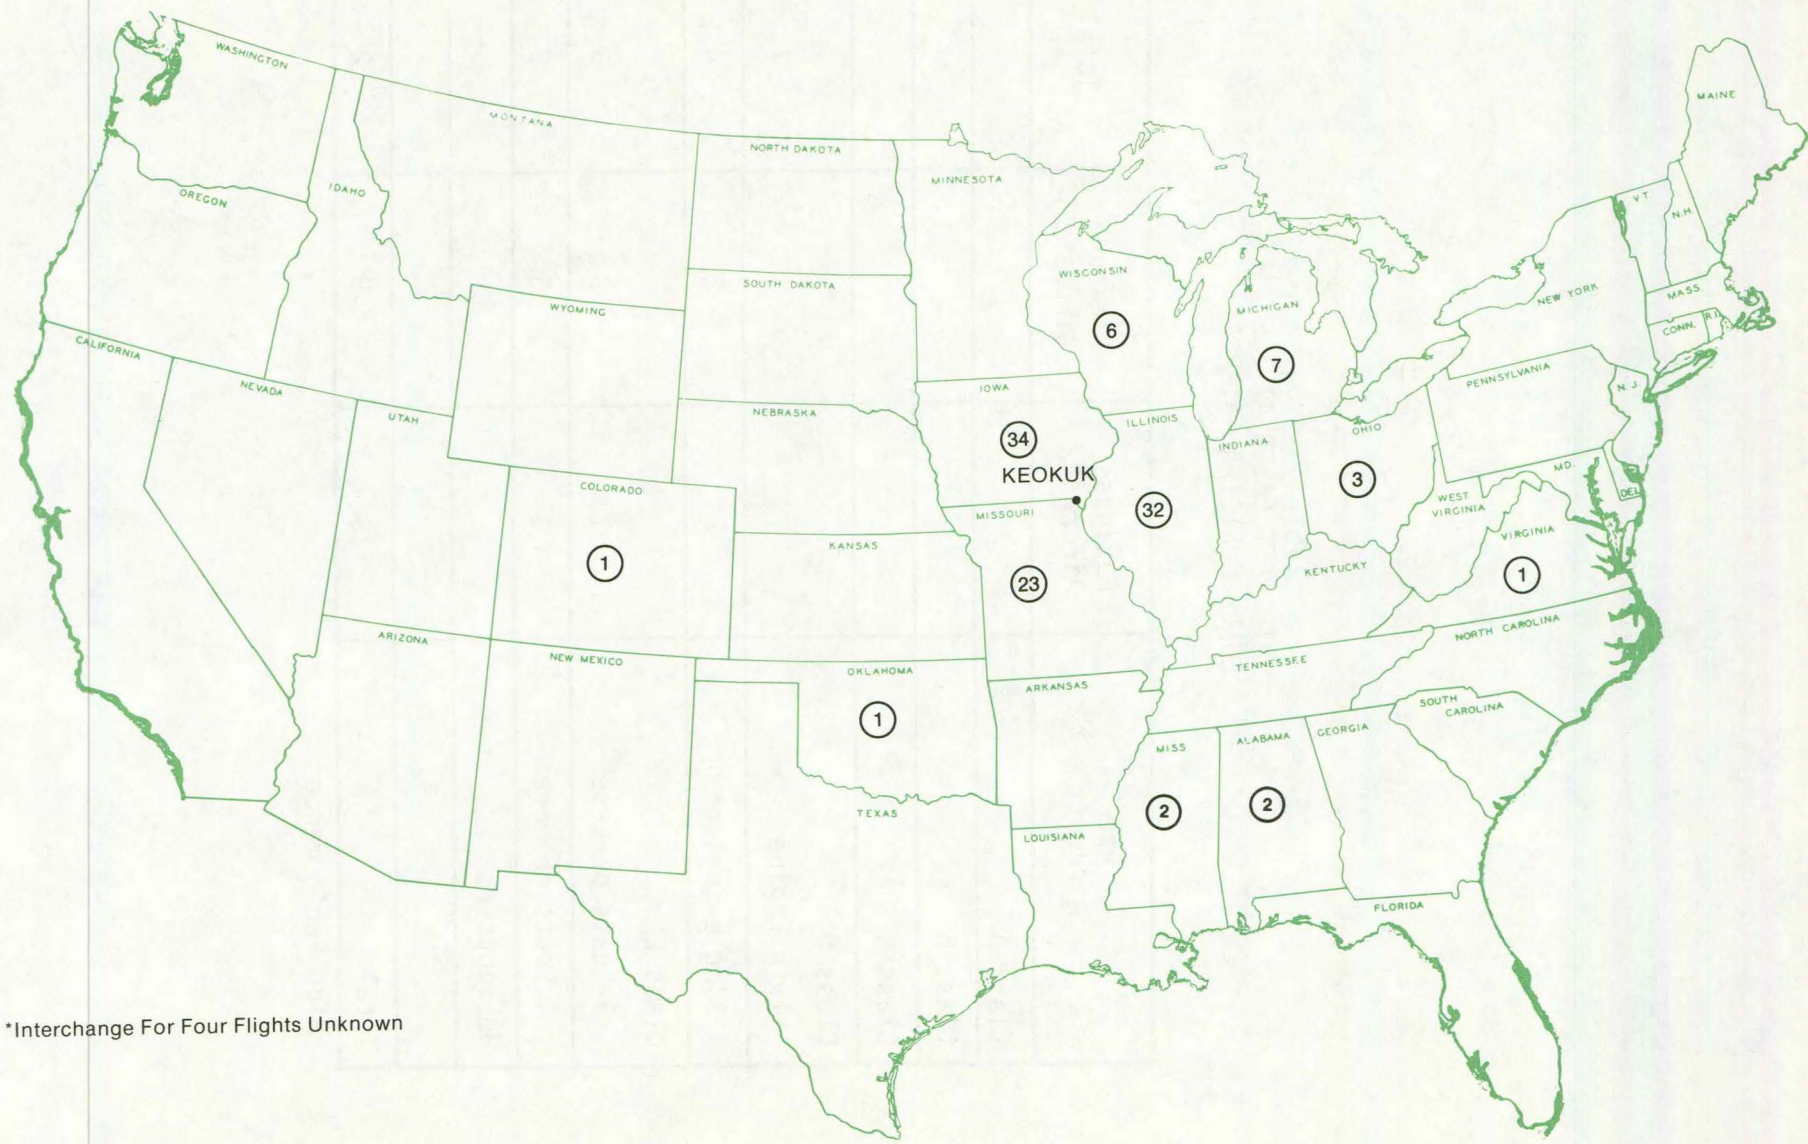 WASHINGTON
MONTANA
NORTH DAKOTA
MINNESOTA
MAINE
OREGON
IDAHO
V.T.
N.H.
WISCONSIN
SOUTH DAKOTA
WYOMING
MICHIGAN
NEW YORK
MASS.
CONN.
R.I.
6
7
CALIFORNIA
NEVADA
UTAH
NEBRASKA
IOWA
ILLINOIS
INDIANA
OHIO
PENNSYLVANIA
N. J.
34
KEOKUK
3
MD.
DEL.
COLORADO
MISSOURI
32
WEST
VIRGINIA
VIRGINIA
KANSAS
1
23
KENTUCKY
1
ARIZONA
NEW MEXICO
OKLAHOMA
ARKANSAS
TENNESSEE
NORTH CAROLINA
1
SOUTH
CAROLINA
MISS.
ALABAMA
GEORGIA
TEXAS
2
2
LOUISIANA
FLORIDA
*Interchange For Four Flights Unknown